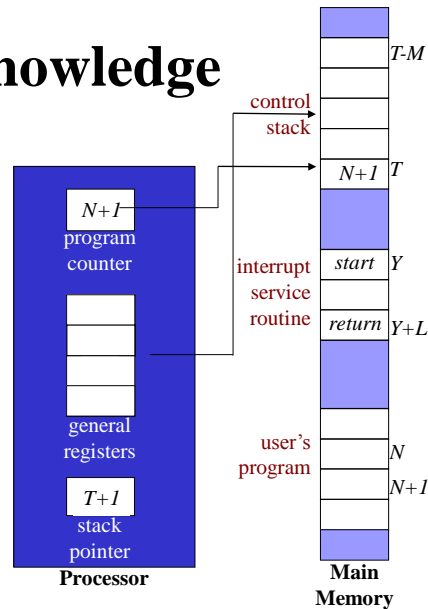 nowledge
N+1
program
counter
general
registers
T+1
stack
pointer
Processor
control
stack
interrupt
service
routine
user's
program
T-M
N+1 T
start Y
return Y+L
N
N+1
Main
Memory